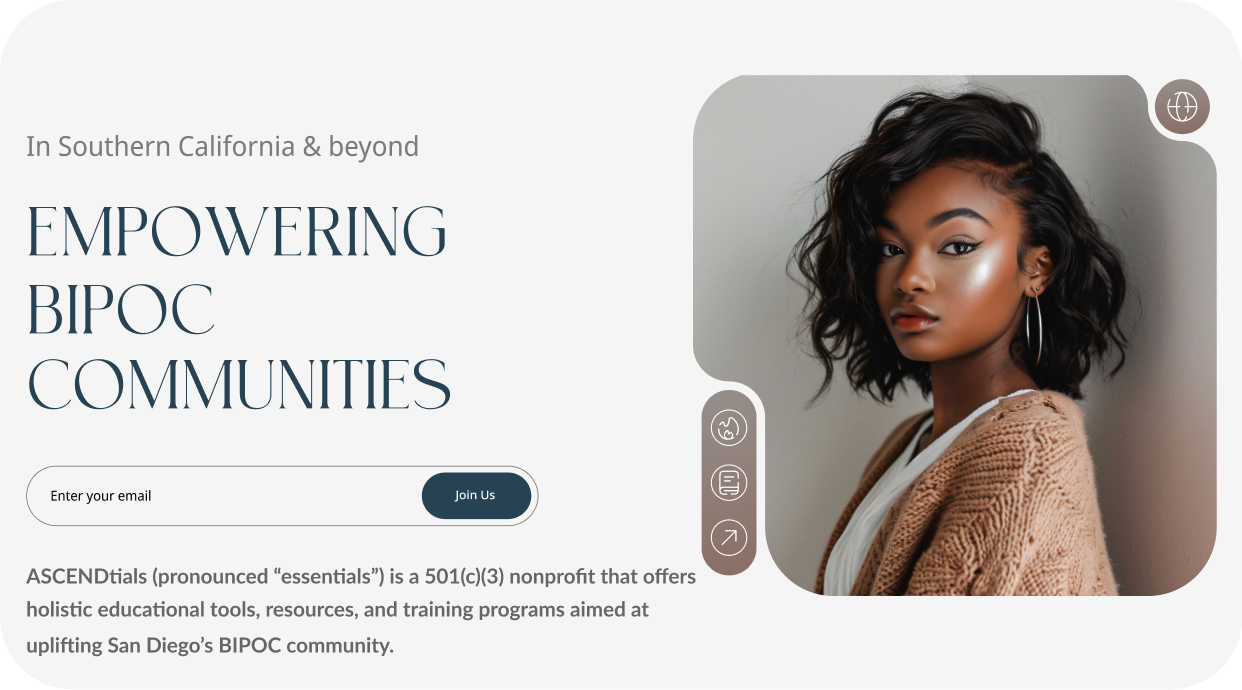 In Southern California & beyond
EMPOWERING
BIPOC
COMMUNITIES
Enter your email
Join Us
ASCENDtials (pronounced “essentials”) is a 501(c)(3) nonprofit that offers
holistic educational tools, resources, and training programs aimed at
uplifting San Diego’s BIPOC community.